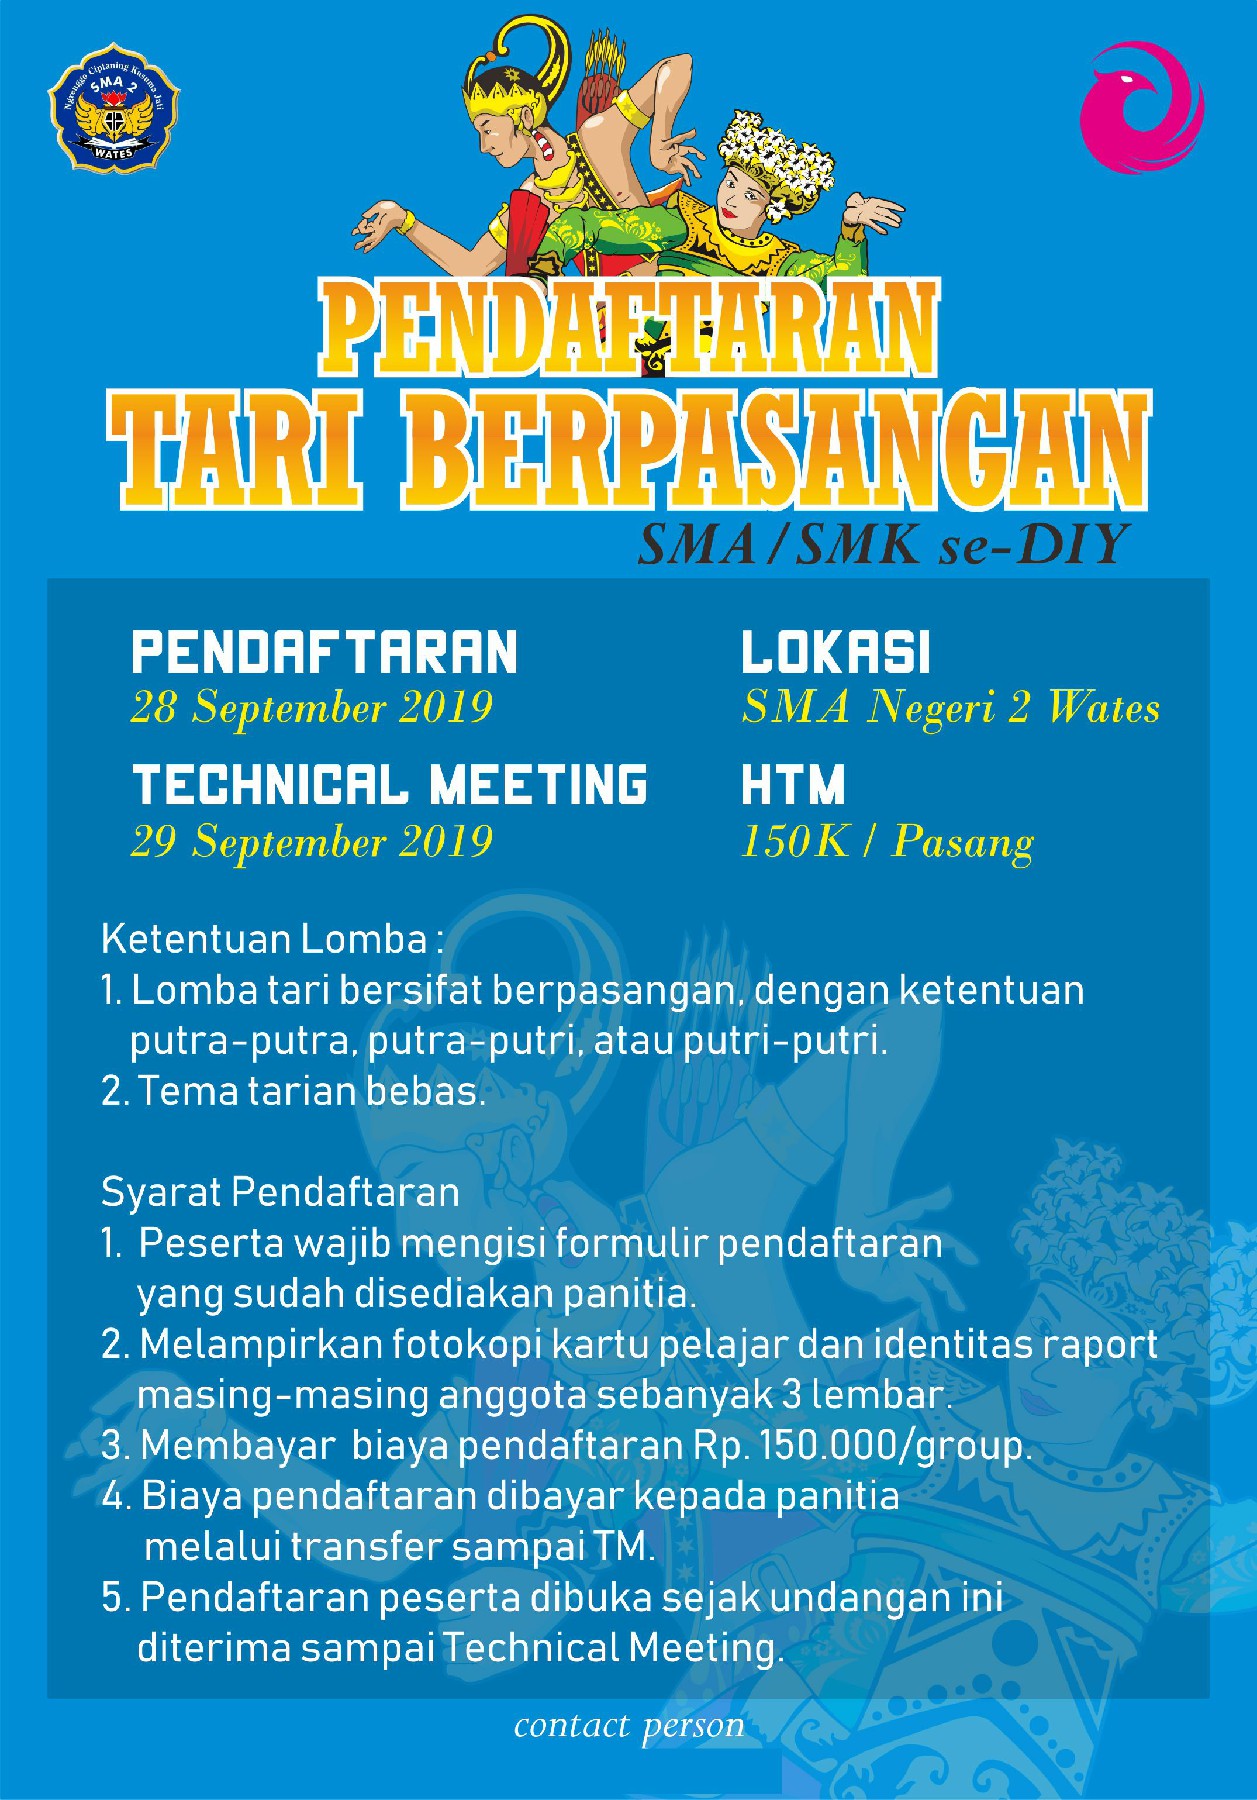 Ngrenggo Ciptaning Kusuma Jati
SMA 2
WATES
PENDAFTARAN
TARI BERPASANGAN
SMA/SMK se-DIY
PENDAFTARAN
28 September 2019
LOKASI
SMA Negeri 2 Wates
TECHNICAL MEETING
29 September 2019
HTM
150K / Pasang
Ketentuan Lomba :
1. Lomba tari bersifat berpasangan, dengan ketentuan
putra-putra, putra-putri, atau putri-putri.
2. Tema tarian bebas.
Syarat Pendaftaran
1. Peserta wajib mengisi formulir pendaftaran
yang sudah disediakan panitia.
2. Melampirkan fotokopi kartu pelajar dan identitas raport
masing-masing anggota sebanyak 3 lembar.
3. Membayar biaya pendaftaran Rp. 150.000/group.
4. Biaya pendaftaran dibayar kepada panitia
melalui transfer sampai TM.
5. Pendaftaran peserta dibuka sejak undangan ini
diterima sampai Technical Meeting.
contact person